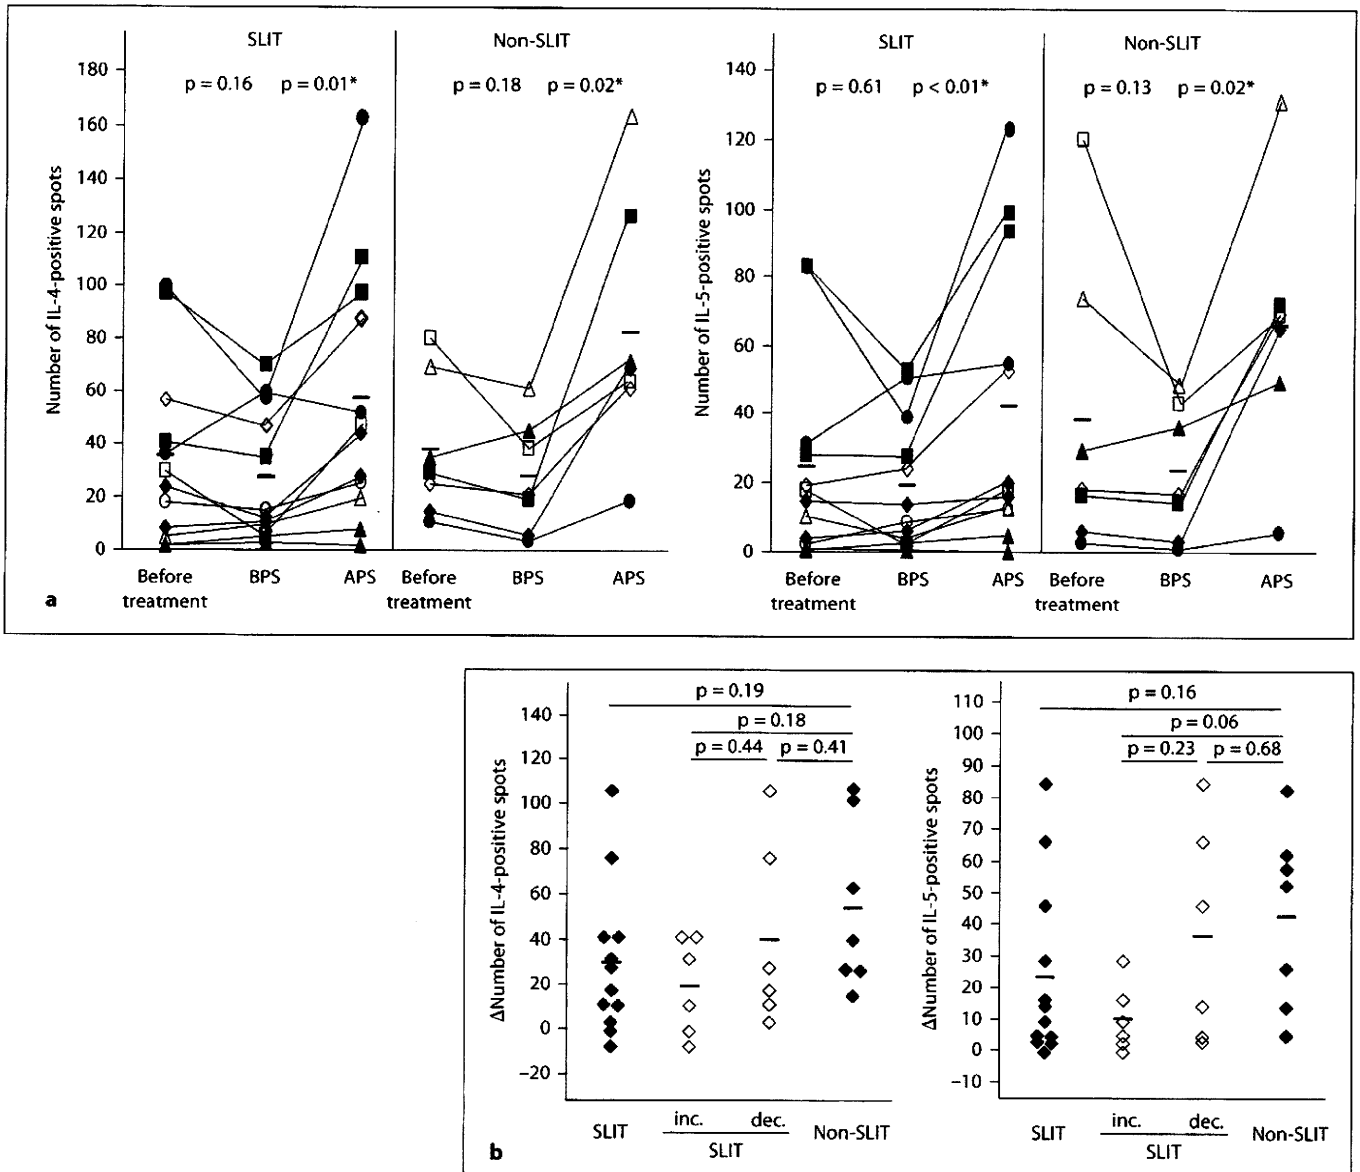 SLIT
Non-SLIT
p = 0.16 p = 0.01*
p = 0.18 p = 0.02*
Number of IL-4-positive spots
180
160
140
120
100
80
60
40
20
0
Before treatment
BPS
APS
Before treatment
BPS
APS
a
SLIT
Non-SLIT
p = 0.61 p < 0.01*
p = 0.13 p = 0.02*
Number of IL-5-positive spots
140
120
100
80
60
40
20
0
Before treatment
BPS
APS
Before treatment
BPS
APS
p = 0.19
p = 0.18
p = 0.44 p = 0.41
ΔNumber of IL-4-positive spots
140
120
100
80
60
40
20
0
–20
SLIT
inc.
dec.
SLIT
Non-SLIT
b
p = 0.16
p = 0.06
p = 0.23 p = 0.68
ΔNumber of IL-5-positive spots
110
100
90
80
70
60
50
40
30
20
10
0
–10
SLIT
inc.
dec.
SLIT
Non-SLIT